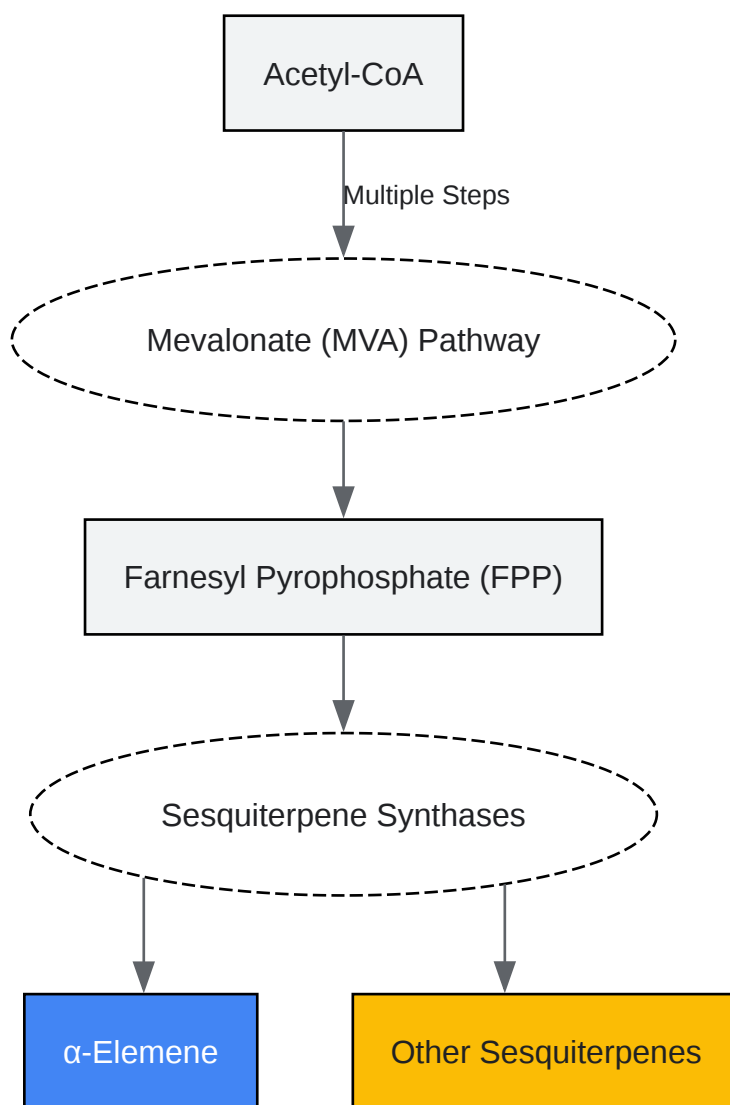 Acetyl-CoA
Multiple Steps
Mevalonate (MVA) Pathway
Farnesyl Pyrophosphate (FPP)
Sesquiterpene Synthases
α-Elemene
Other Sesquiterpenes